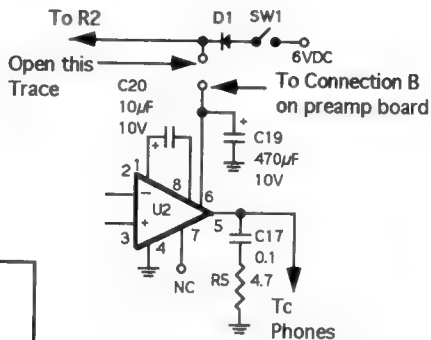 To R2
D1
SW1
6VDC
Open this
Trace
To Connection B
on preamp board
C20
10µF
10V
+
+
C19
470µF
10V
1
2
8
6
−
U2
+
5
3
7
4
C17
0.1
NC
R5
4.7
Tc
Phones